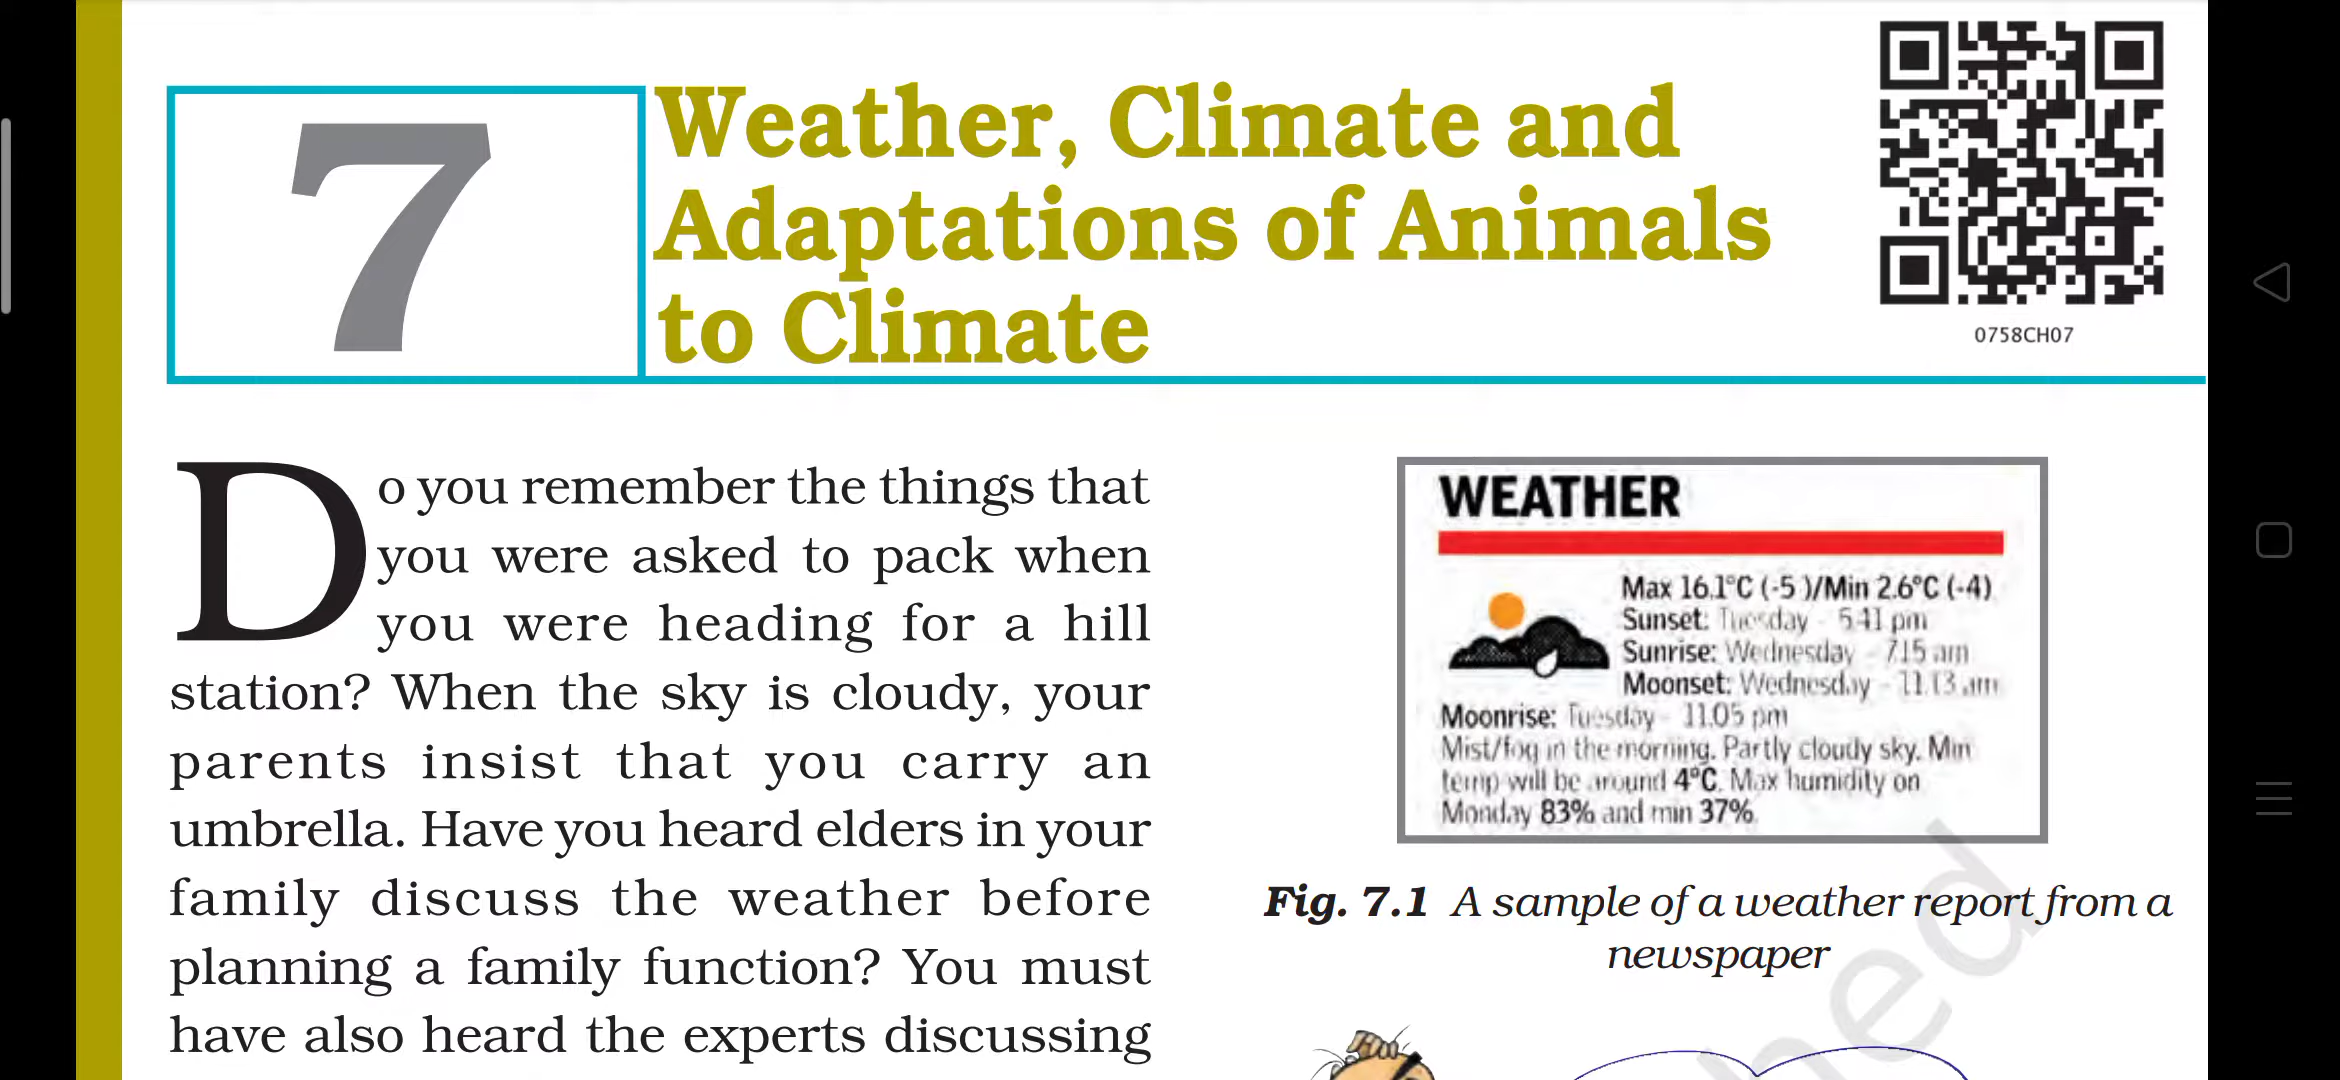 7
Weather, Climate and
Adaptations of Animals
to Climate
0758CH07
Do you remember the things that
you were asked to pack when
you were heading for a hill
station? When the sky is cloudy, your
parents insist that you carry an
umbrella. Have you heard elders in your
family discuss the weather before
planning a family function? You must
have also heard the experts discussing
WEATHER
Max 16.1°C (-5 )/Min 2.6°C (-4)
Sunset: Tuesday - 5.41 pm
Sunrise: Wednesday - 7.15 am
Moonset: Wednesday - 11.13 am
Moonrise: Tuesday - 11.05 pm
Mist/fog in the morning. Partly cloudy sky. Min
temp will be around 4°C. Max humidity on
Monday 83% and min 37%
Fig. 7.1 A sample of a weather report from a
newspaper
hed